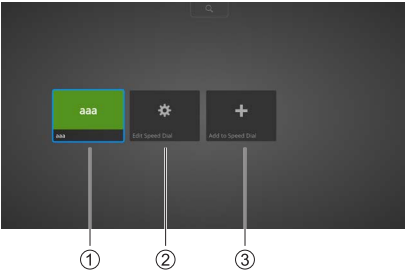 aaa
aaa
Edit Speed Dial
Add to Speed Dial
① ② ③